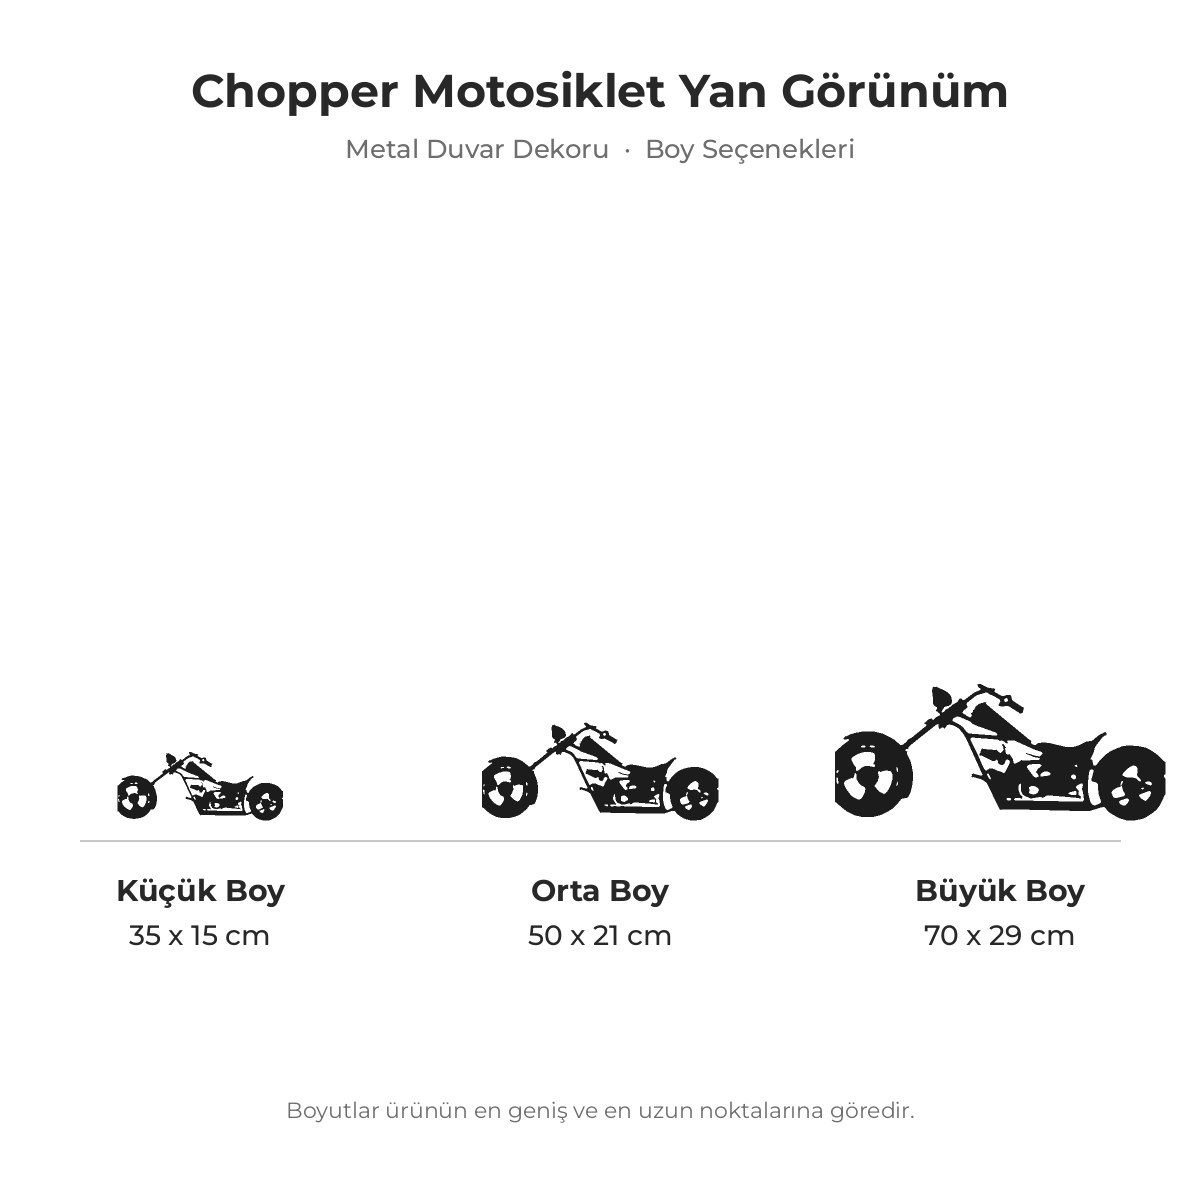 Chopper Motosiklet Yan Görünüm
Metal Duvar Dekoru · Boy Seçenekleri
Küçük Boy
35 x 15 cm
Orta Boy
50 x 21 cm
Büyük Boy
70 x 29 cm
Boyutlar ürünün en geniş ve en uzun noktalarına göredir.